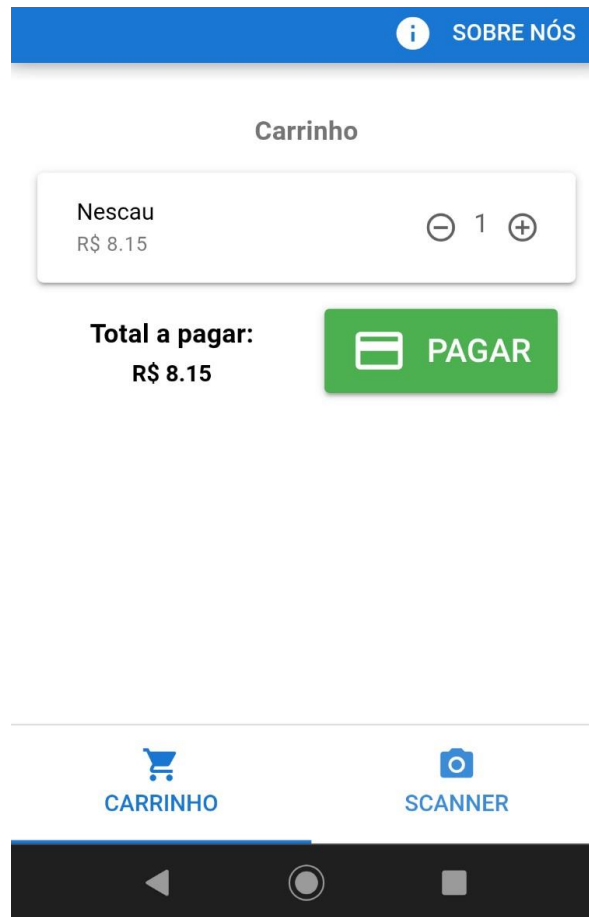 SOBRE NÓS
Carrinho
Nescau
R$ 8.15
1
Total a pagar:
R$ 8.15
PAGAR
CARRINHO
SCANNER